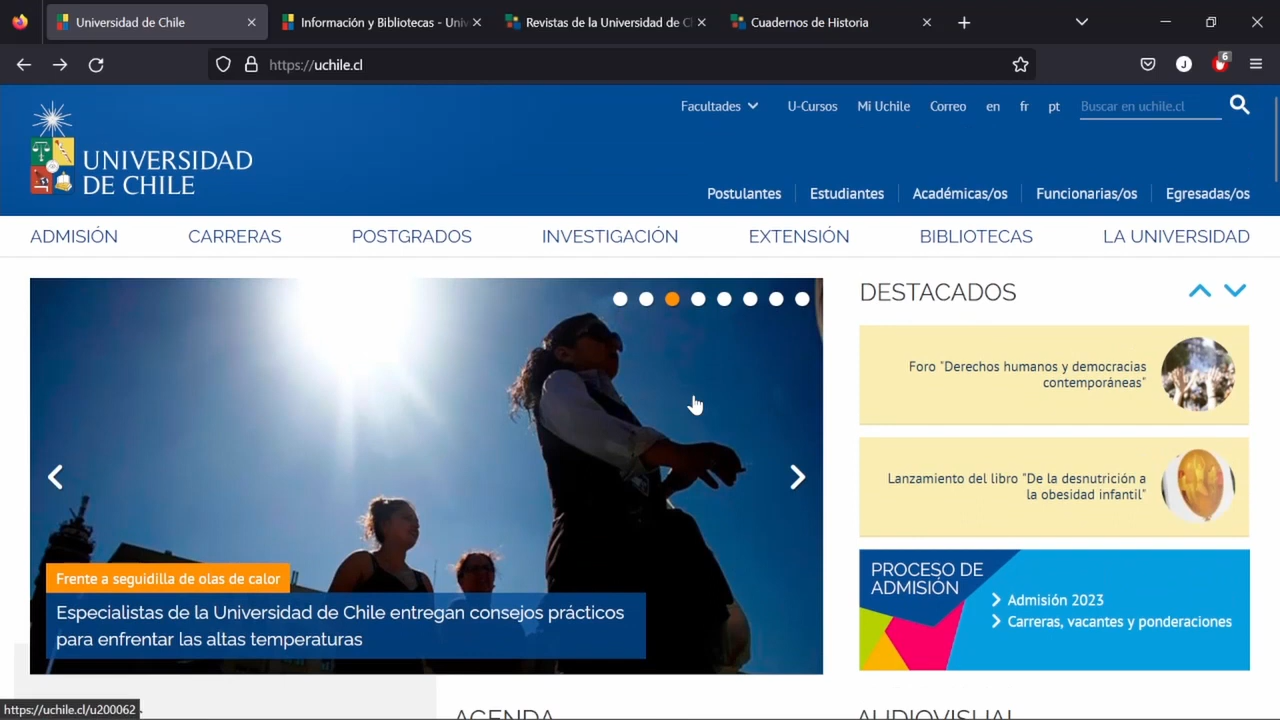 Universidad de Chile
Información y Bibliotecas - Univ
Revistas de la Universidad de Cl
Cuadernos de Historia
https://uchile.cl
J
6
Facultades
U-Cursos
Mi Uchile
Correo
en
fr
pt
Buscar en uchile.cl
UNIVERSIDAD
DE CHILE
Postulantes
Estudiantes
Académicas/os
Funcionarias/os
Egresadas/os
ADMISIÓN
CARRERAS
POSTGRADOS
INVESTIGACIÓN
EXTENSIÓN
BIBLIOTECAS
LA UNIVERSIDAD
Frente a seguidilla de olas de calor
Especialistas de la Universidad de Chile entregan consejos prácticos
para enfrentar las altas temperaturas
DESTACADOS
Foro "Derechos humanos y democracias
contemporáneas"
Lanzamiento del libro "De la desnutrición a
la obesidad infantil"
PROCESO DE
ADMISIÓN
Admisión 2023
Carreras, vacantes y ponderaciones
https://uchile.cl/u200062
AGENDA
AUDIOVISUAL